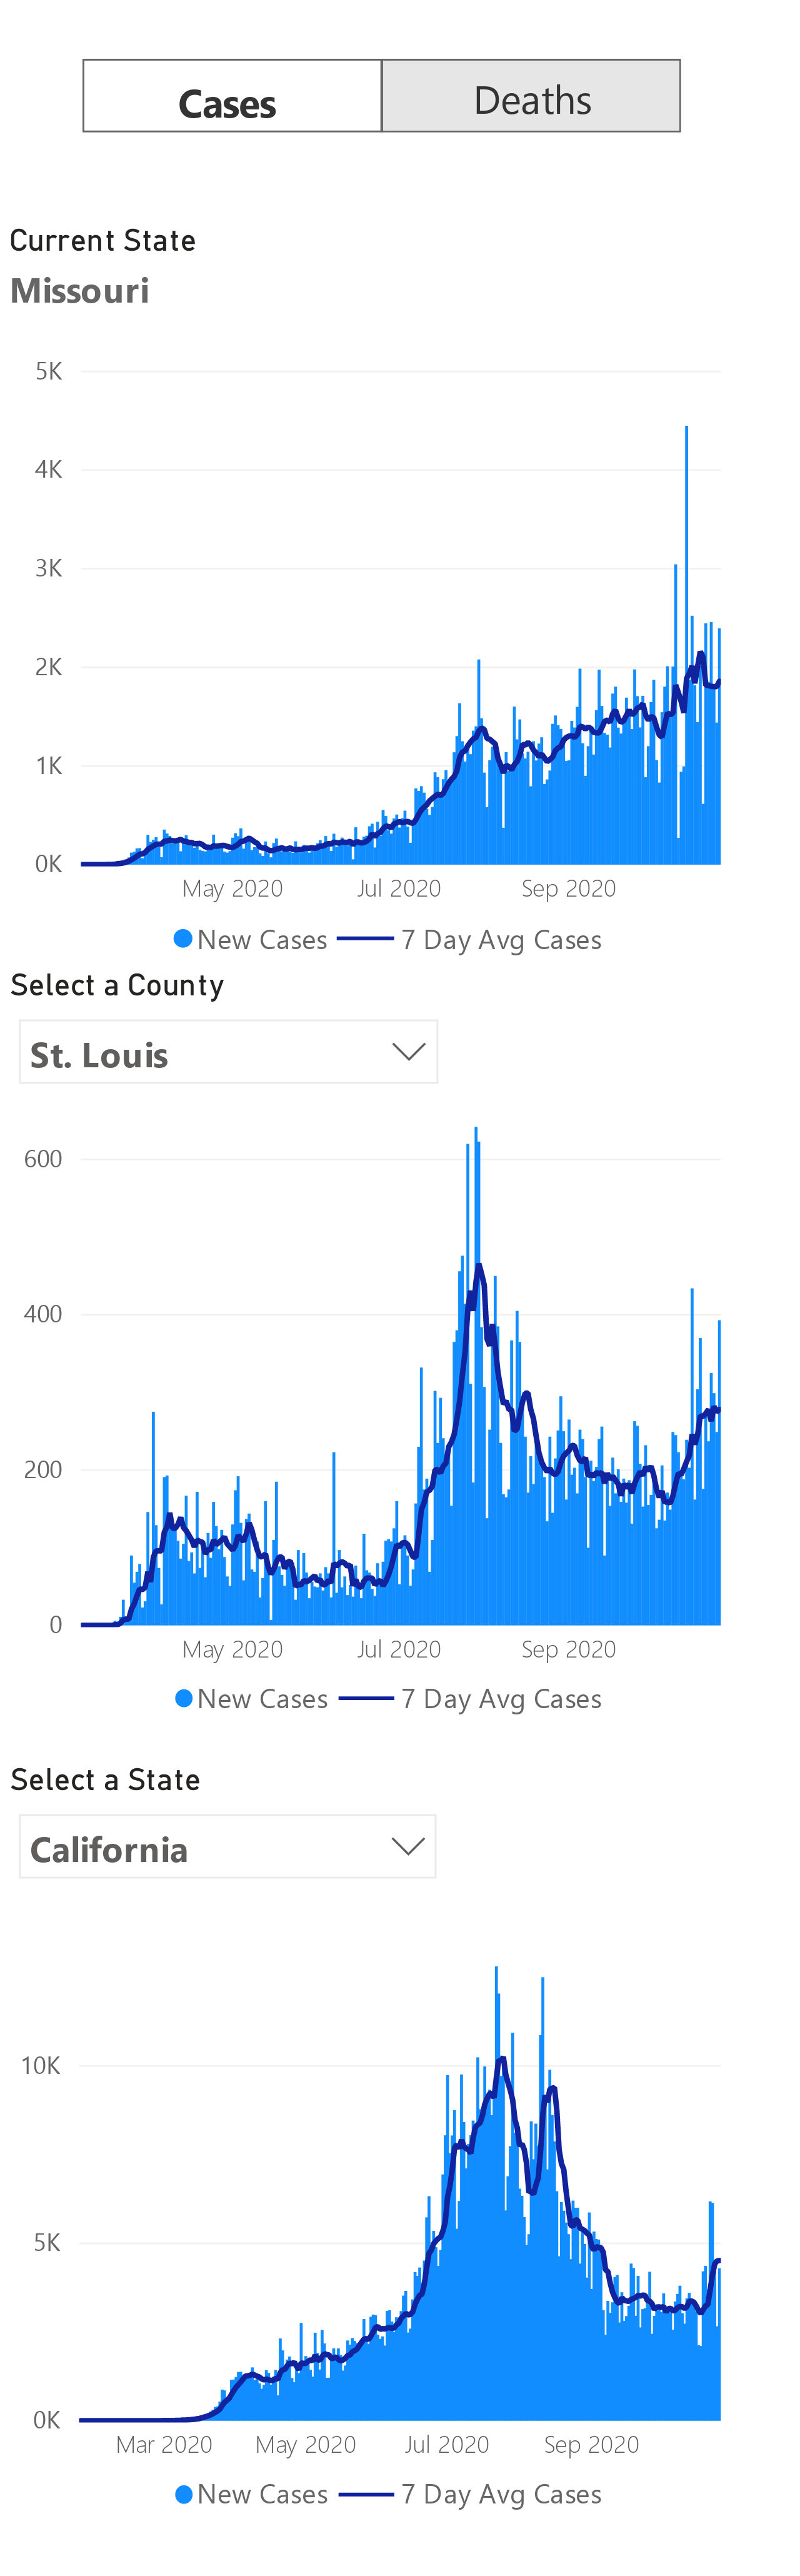 Cases Deaths
Current State
Missouri
5K
4K
3K
2K
1K
0K
May 2020 Jul 2020 Sep 2020
New Cases 7 Day Avg Cases
Select a County
St. Louis
600
400
200
0
May 2020 Jul 2020 Sep 2020
New Cases 7 Day Avg Cases
Select a State
California
10K
5K
0K
Mar 2020 May 2020 Jul 2020 Sep 2020
New Cases 7 Day Avg Cases